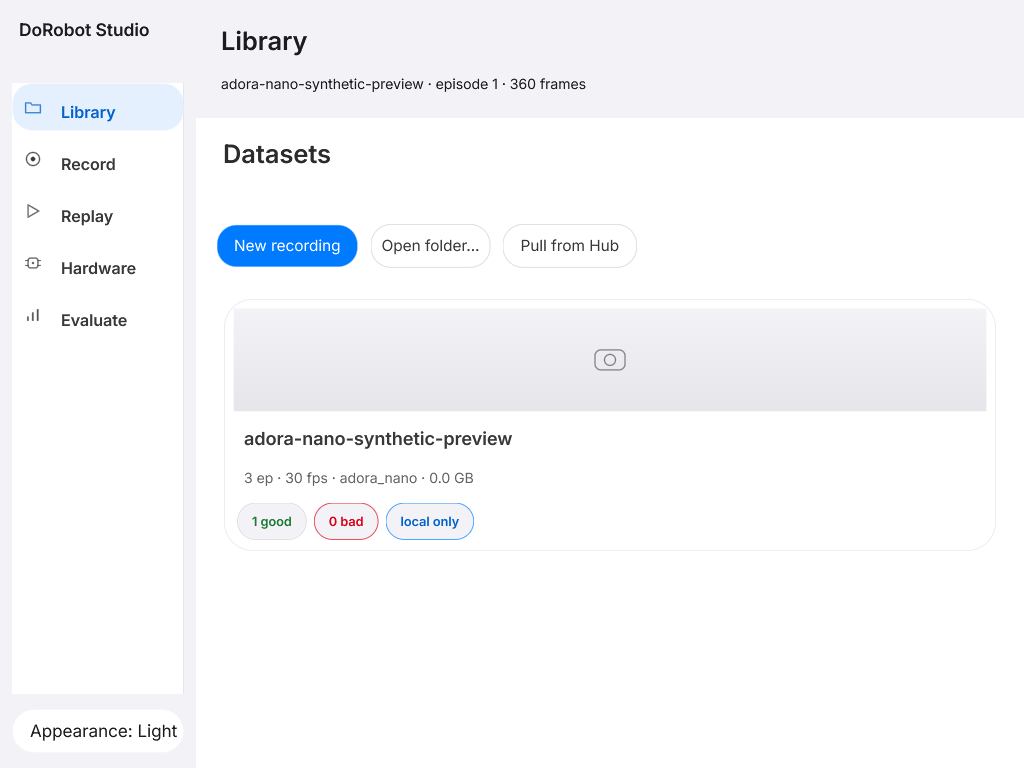 DoRobot Studio
Library
Record
Replay
Hardware
Evaluate
Appearance: Light
Library
adora-nano-synthetic-preview · episode 1 · 360 frames
Datasets
New recording
Open folder...
Pull from Hub
adora-nano-synthetic-preview
3 ep · 30 fps · adora_nano · 0.0 GB
1 good
0 bad
local only